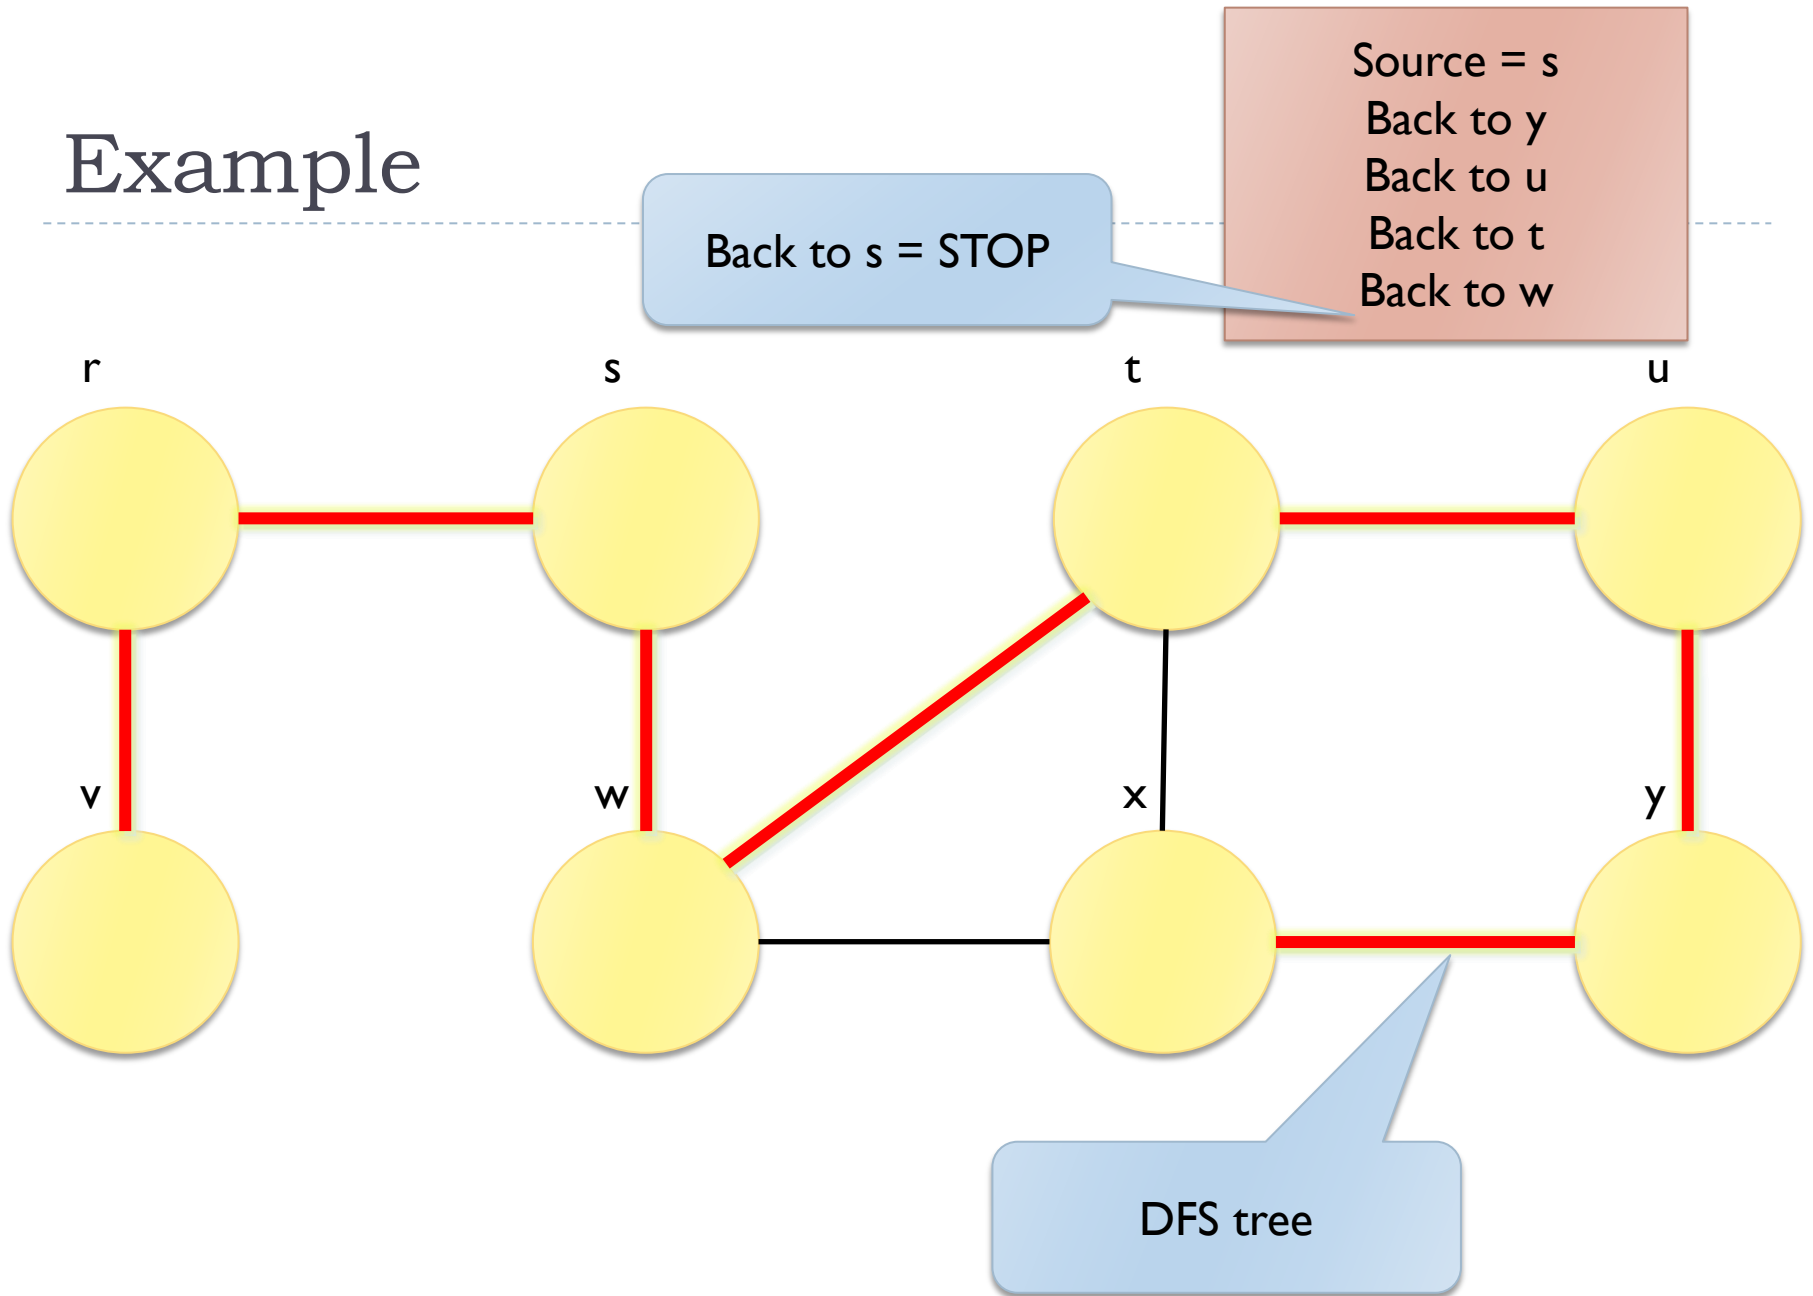 Example
Source = s
Back to y
Back to u
Back to t
Back to w
Back to s = STOP
r
s
t
u
v
w
x
y
DFS tree